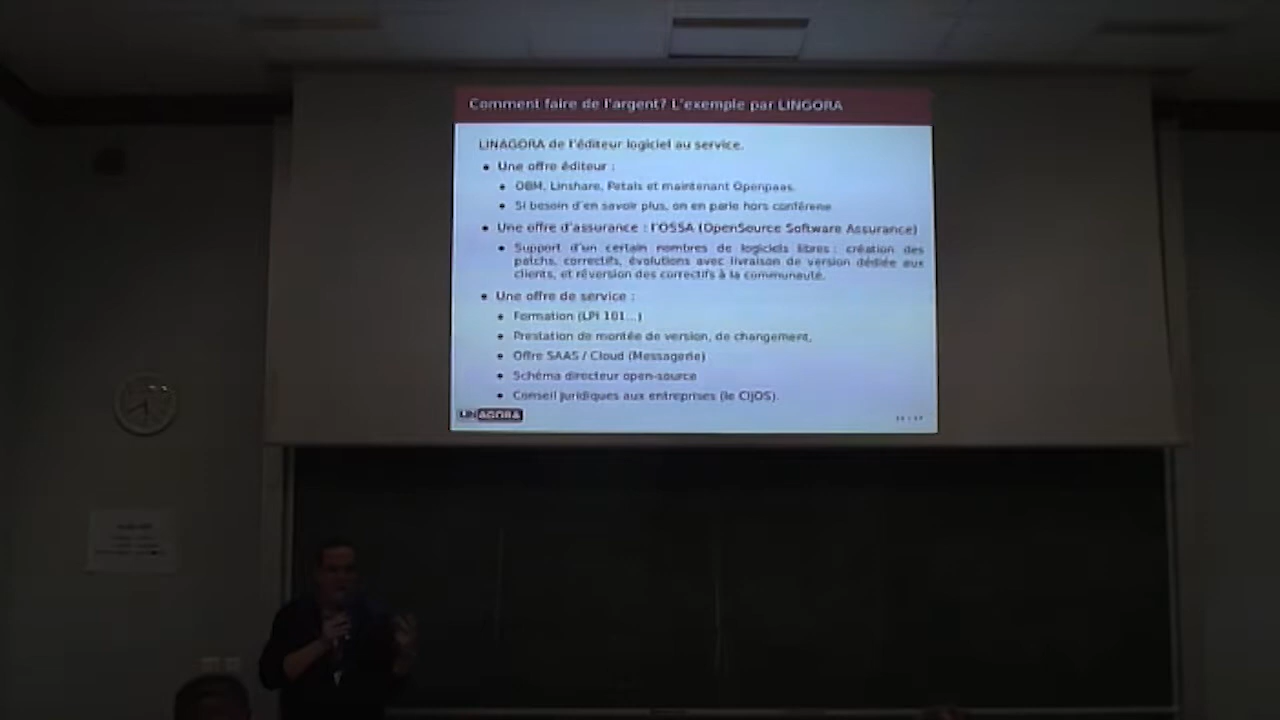 Comment faire de l'argent? L'exemple par LINGORA
LINAGORA de l'éditeur logiciel au service.
Une offre éditeur :
OBM, Linshare, Petals et maintenant Openpaas.
Si besoin d'en savoir plus, on en parle hors conférene
Une offre d'assurance : l'OSSA (OpenSource Software Assurance)
Support d'un certain nombres de logiciels libres : création des
patchs, correctifs, évolutions avec livraison de version dédiée aux
clients, et réversion des correctifs à la communauté.
Une offre de service :
Formation (LPI 101...)
Prestation de montée de version, de changement,
Offre SAAS / Cloud (Messagerie)
Schéma directeur open-source
Conseil juridiques aux entreprises (le CIJOS).
LINAGORA